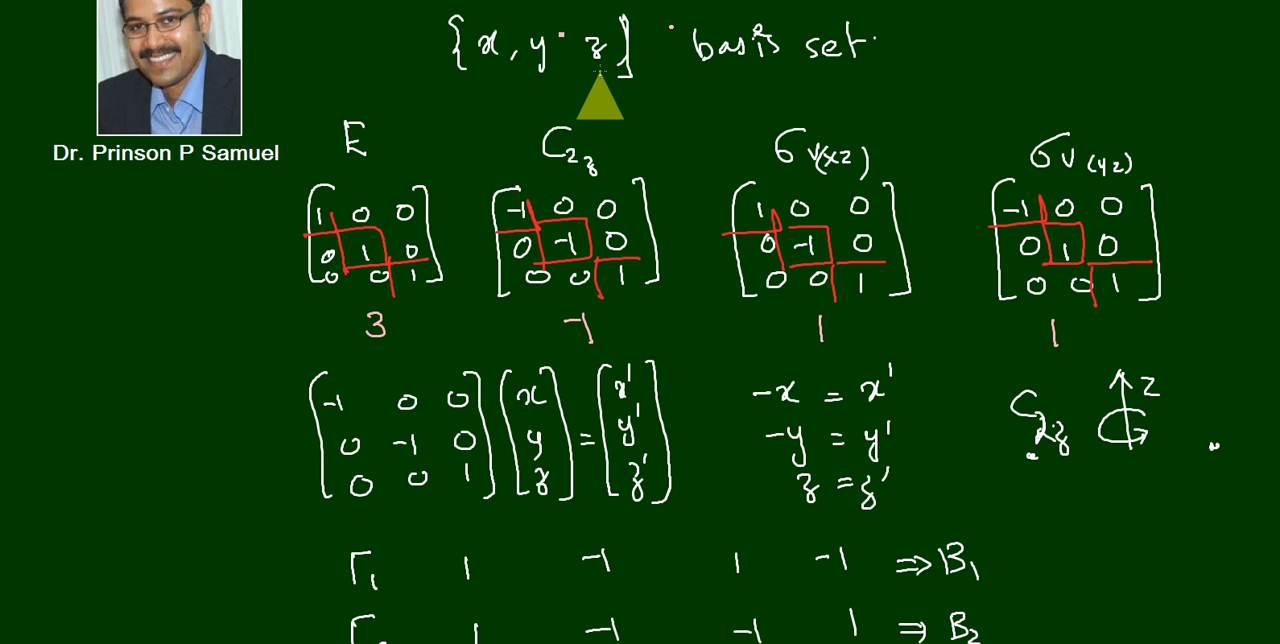 {x, y z} basis set
Dr. Prinson P Samuel
E C2z σv(xz) σv(yz)
[1 0 0] [-1 0 0] [1 0 0] [-1 0 0]
[0 1 0] [0 -1 0] [0 -1 0] [0 1 0]
[0 0 1] [0 0 1] [0 0 1] [0 0 1]
3 -1 1 1
[-1 0 0] [x] = [x'] -x = x' C2z z
[0 -1 0] [y] = [y'] -y = y'
[0 0 1] [z] = [z'] z = z'
Γ1 1 -1 1 -1 ⇒ B1
1 -1 -1 1 ⇒ B2